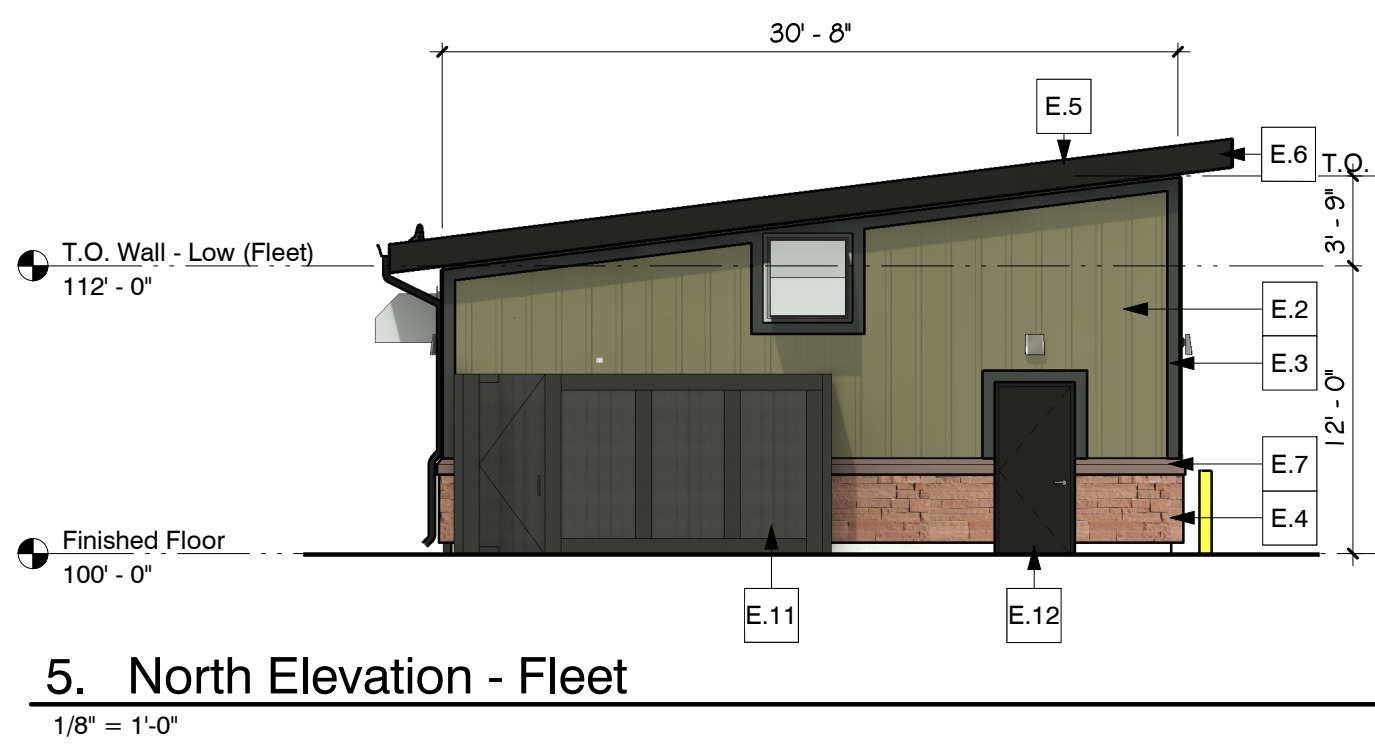 30' - 8"
E.5
E.6
T.O.
3' - 9"
T.O. Wall - Low (Fleet)
112' - 0"
E.2
E.3
12' - 0"
E.7
E.4
Finished Floor
100' - 0"
E.11
E.12
5. North Elevation - Fleet
1/8" = 1'-0"